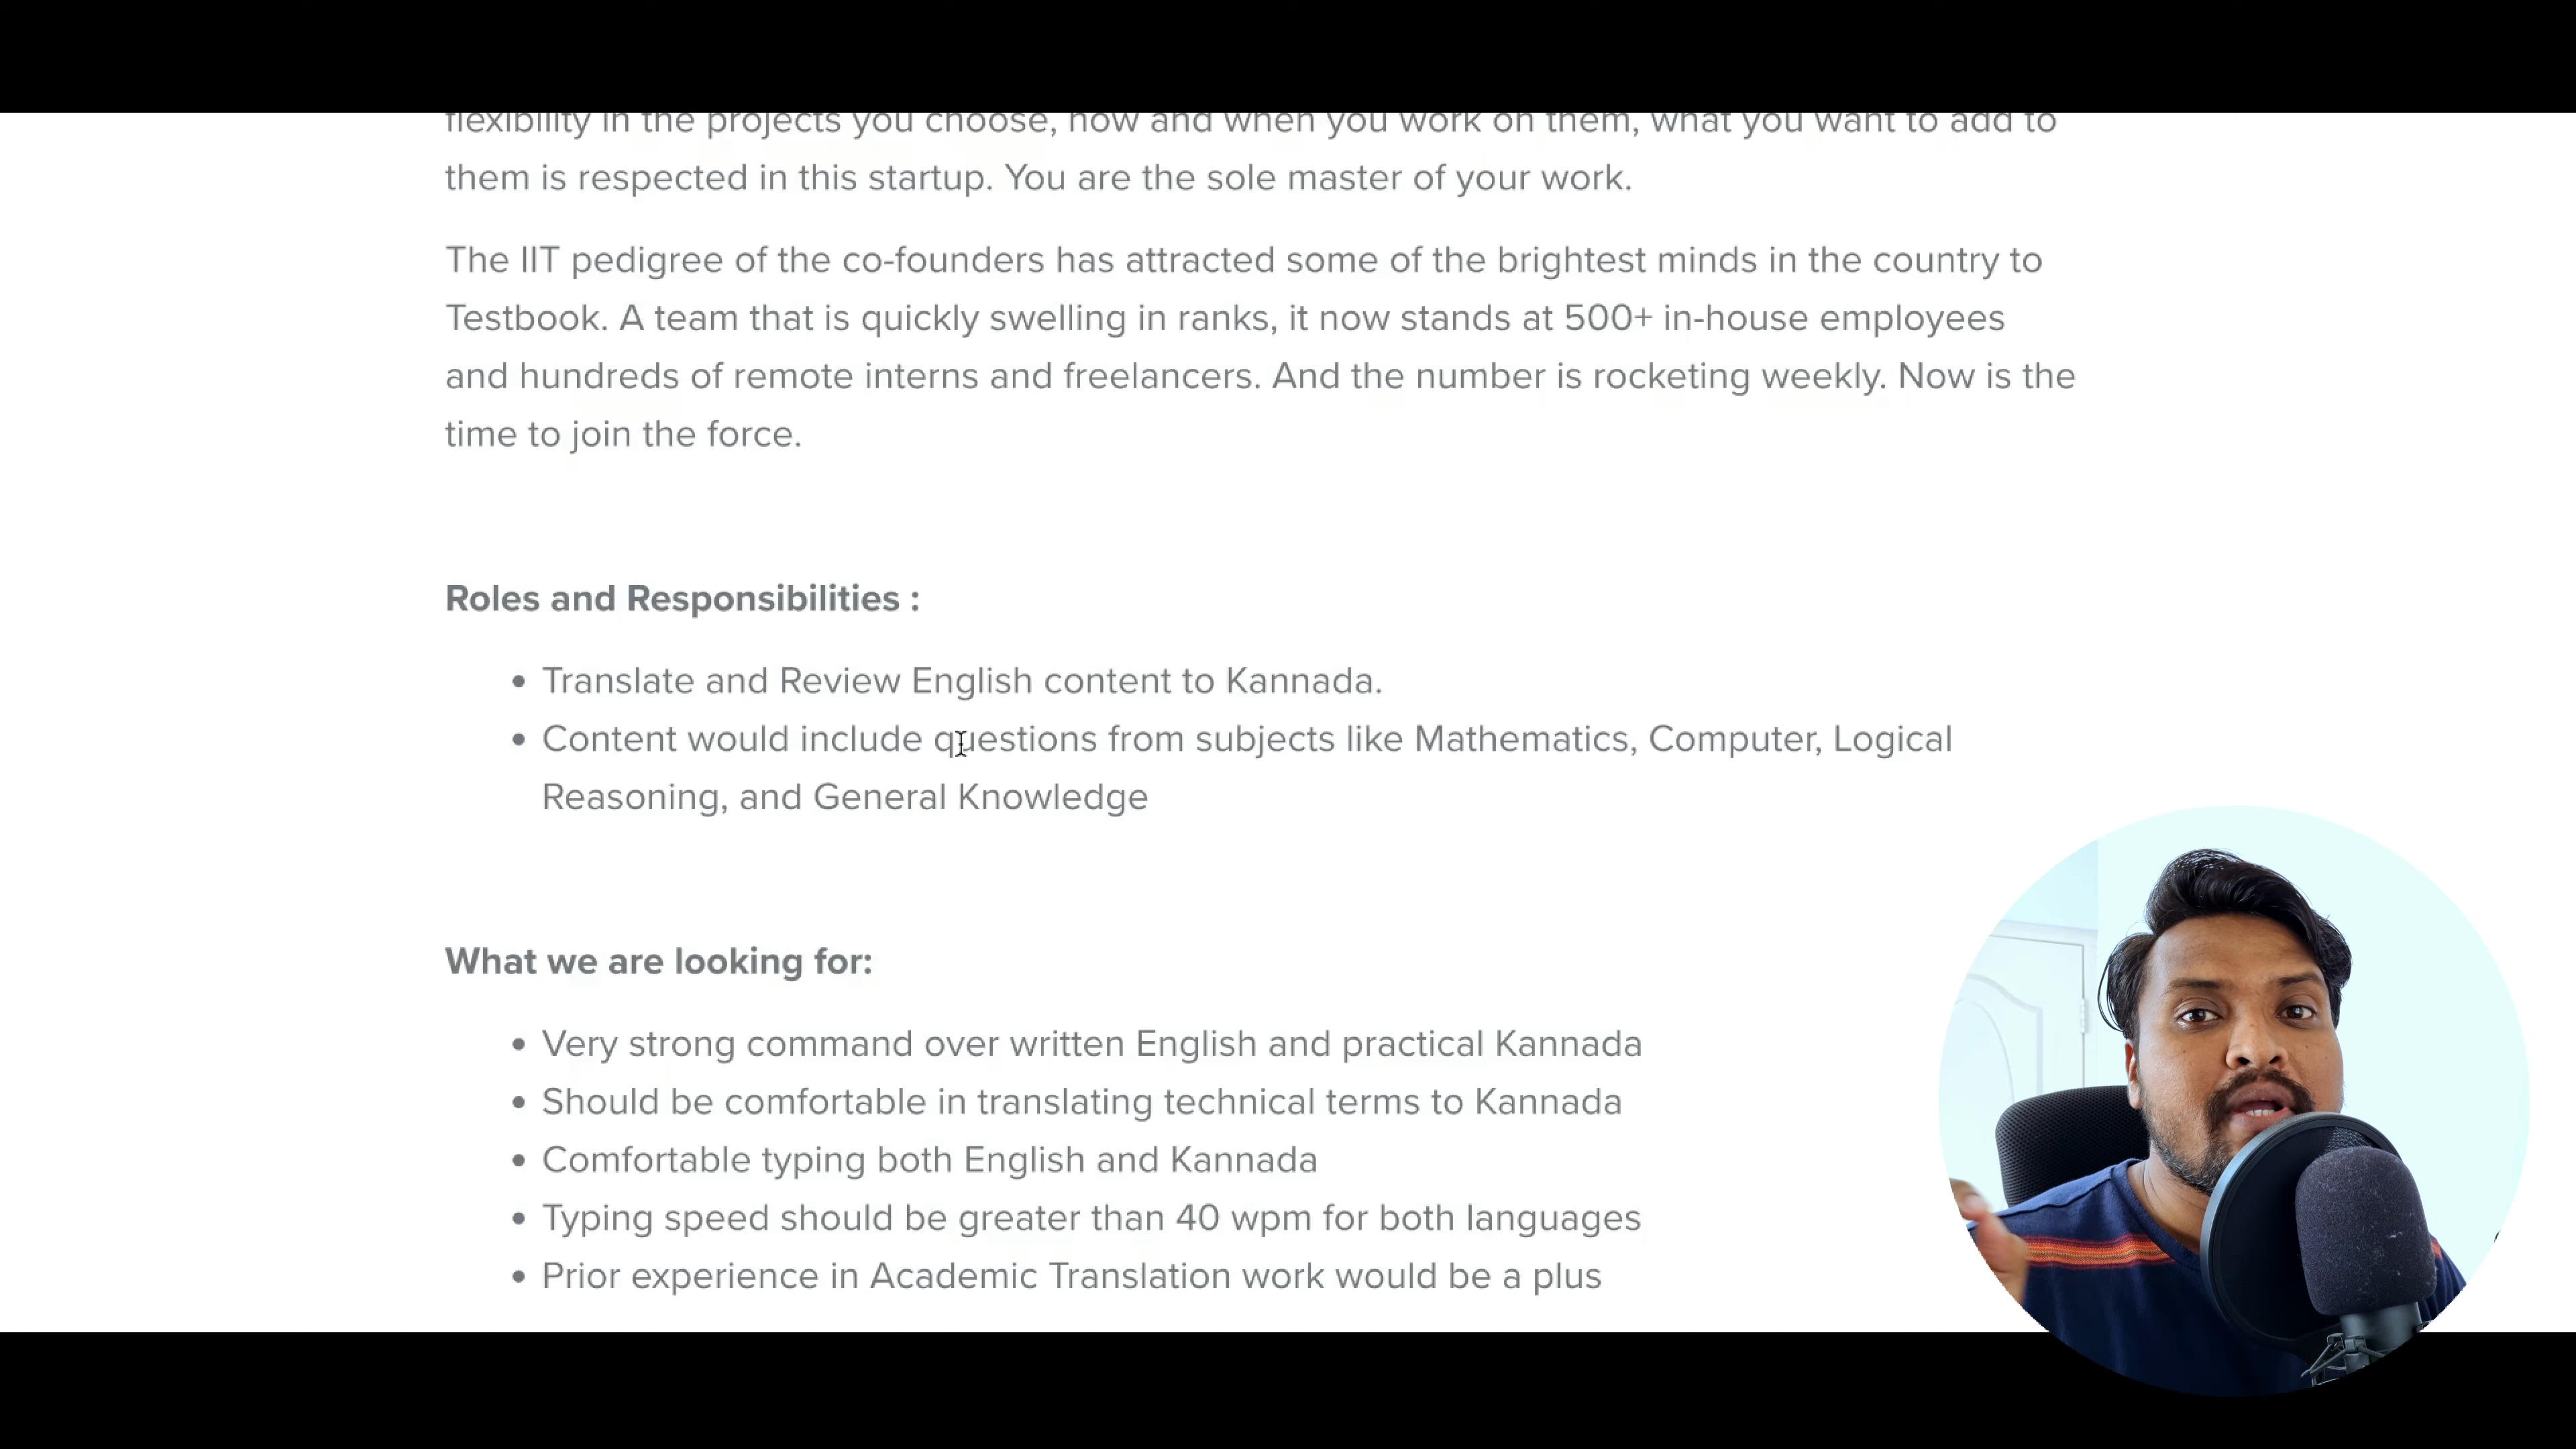 flexibility in the projects you choose, how and when you work on them, what you want to add to
them is respected in this startup. You are the sole master of your work.
The IIT pedigree of the co-founders has attracted some of the brightest minds in the country to
Testbook. A team that is quickly swelling in ranks, it now stands at 500+ in-house employees
and hundreds of remote interns and freelancers. And the number is rocketing weekly. Now is the
time to join the force.
Roles and Responsibilities :
• Translate and Review English content to Kannada.
• Content would include questions from subjects like Mathematics, Computer, Logical
Reasoning, and General Knowledge
What we are looking for:
• Very strong command over written English and practical Kannada
• Should be comfortable in translating technical terms to Kannada
• Comfortable typing both English and Kannada
• Typing speed should be greater than 40 wpm for both languages
• Prior experience in Academic Translation work would be a plus